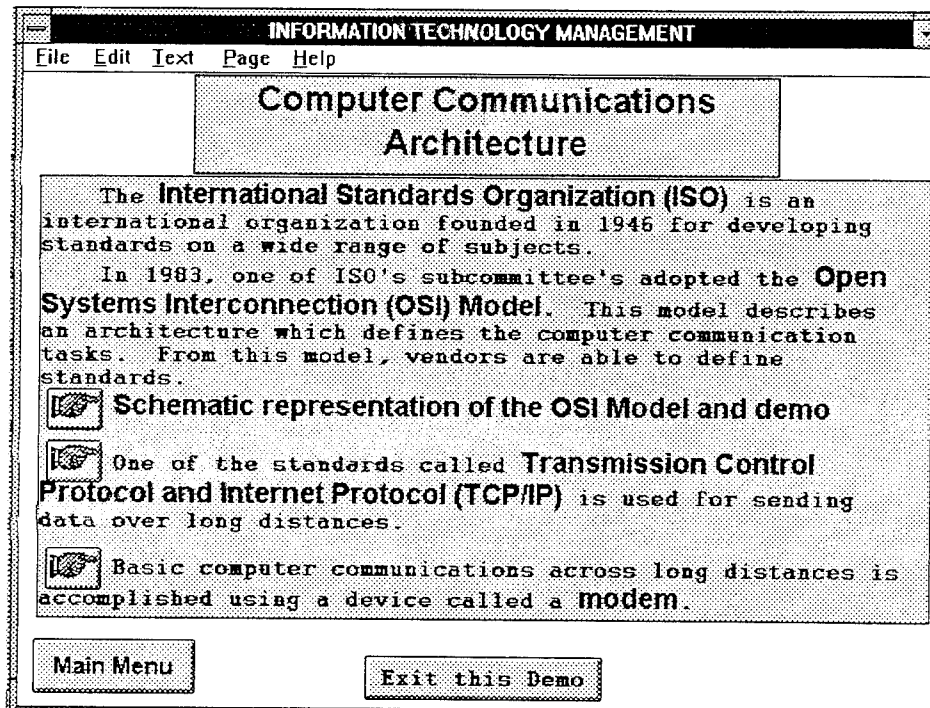 INFORMATION TECHNOLOGY MANAGEMENT
File Edit Text Page Help
Computer Communications
Architecture
The International Standards Organization (ISO) is an
international organization founded in 1946 for developing
standards on a wide range of subjects.
In 1983, one of ISO's subcommittee's adopted the Open
Systems Interconnection (OSI) Model. This model describes
an architecture which defines the computer communication
tasks. From this model, vendors are able to define
standards.
Schematic representation of the OSI Model and demo
One of the standards called Transmission Control
Protocol and Internet Protocol (TCP/IP) is used for sending
data over long distances.
Basic computer communications across long distances is
accomplished using a device called a modem.
Main Menu
Exit this Demo